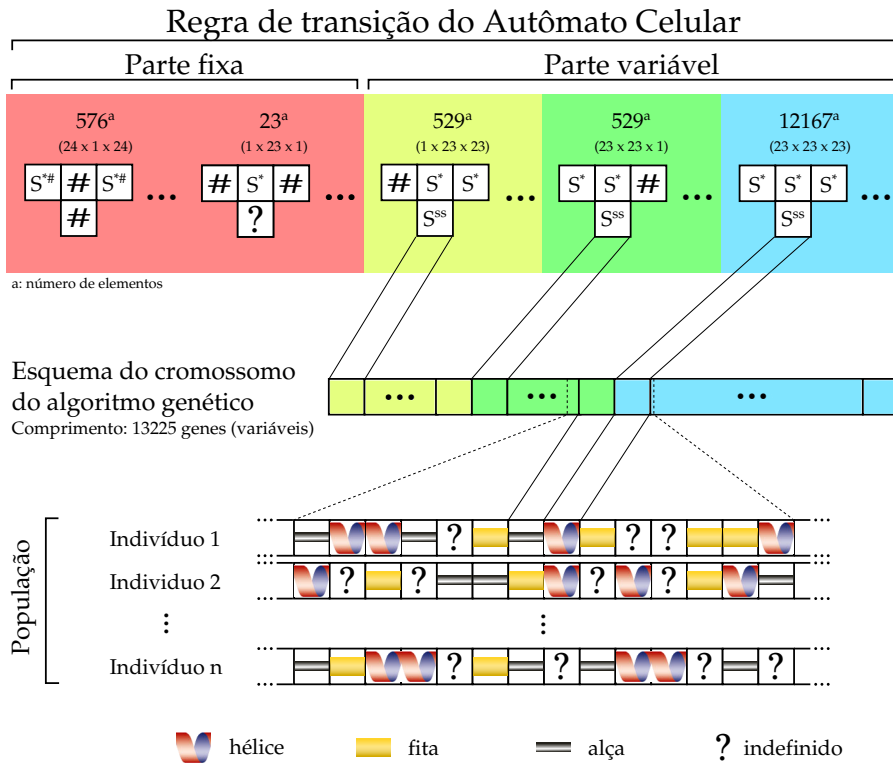 Regra de transição do Autômato Celular
Parte fixa
Parte variável
576ª
23ª
529ª
529ª
12167ª
(24 x 1 x 24)
(1 x 23 x 1)
(1 x 23 x 23)
(23 x 23 x 1)
(23 x 23 x 23)
S*# # S*# ... # S* # ... # S* S* ... S* S* # ... S* S* S* ...
# ? Sss Sss Sss
a: número de elementos
Esquema do cromossomo
do algoritmo genético
Comprimento: 13225 genes (variáveis)
... ... ...
População
Indivíduo 1
? ? ?
Individuo 2
? ? ? ?
Indivíduo n
? ? ? ?
hélice
fita
alça
? indefinido